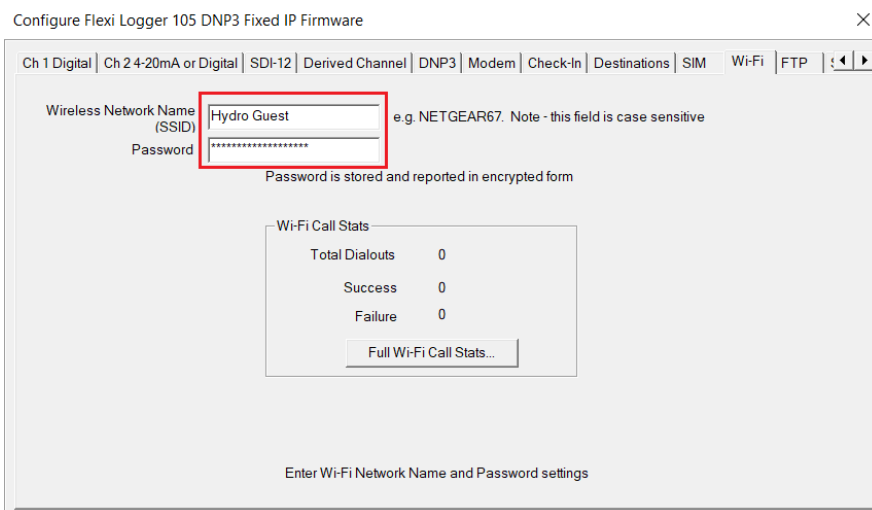 Configure Flexi Logger 105 DNP3 Fixed IP Firmware
Ch 1 Digital Ch 2 4-20mA or Digital SDI-12 Derived Channel DNP3 Modem Check-In Destinations SIM Wi-Fi FTP
Wireless Network Name (SSID) Hydro Guest e.g. NETGEAR67. Note - this field is case sensitive
Password *******************
Password is stored and reported in encrypted form
Wi-Fi Call Stats
Total Dialouts 0
Success 0
Failure 0
Full Wi-Fi Call Stats...
Enter Wi-Fi Network Name and Password settings